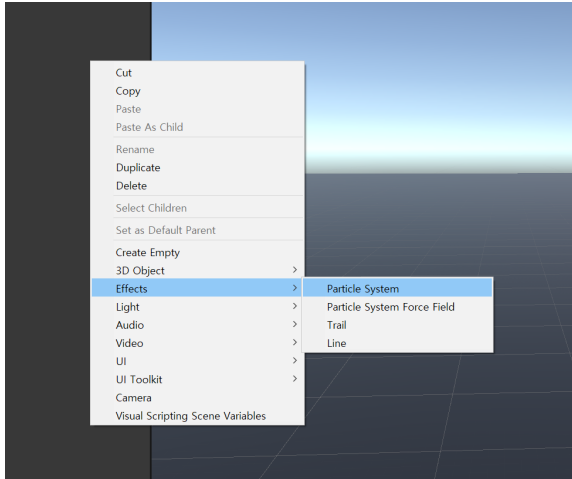 Cut
Copy
Paste
Paste As Child
Rename
Duplicate
Delete
Select Children
Set as Default Parent
Create Empty
3D Object
Effects
Light
Audio
Video
UI
UI Toolkit
Camera
Visual Scripting Scene Variables
Particle System
Particle System Force Field
Trail
Line